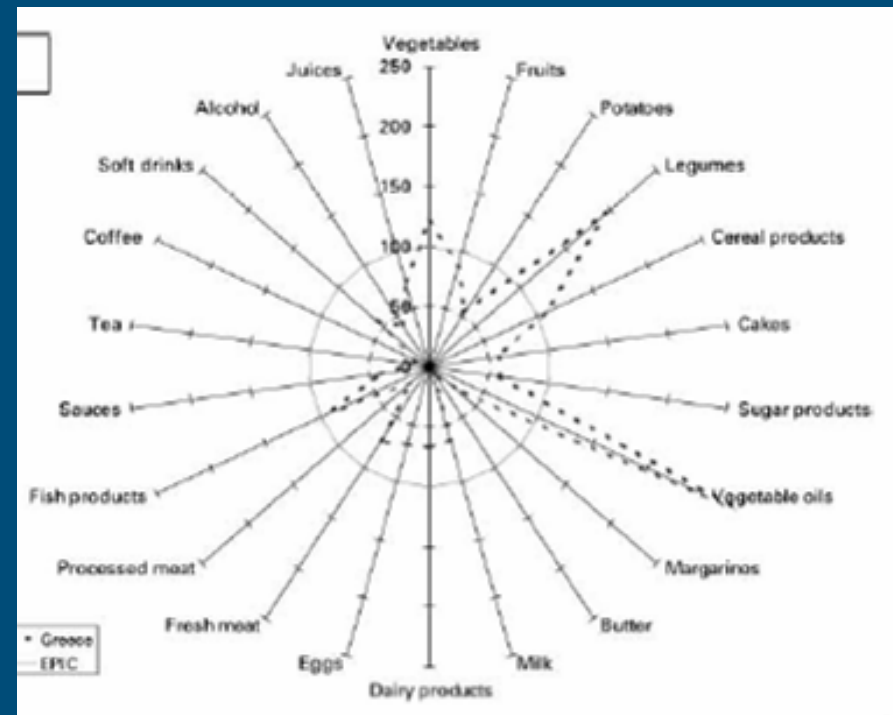 Vegetables
250
Juices
Fruits
Alcohol
200
Potatoes
Soft drinks
150
Legumes
Coffee
100
Cereal products
Tea
50
Cakes
0
Sauces
Sugar products
Fish products
Vegetable oils
Processed meat
Margarines
Fresh meat
Butter
Eggs
Milk
Dairy products
Greece
EPIC